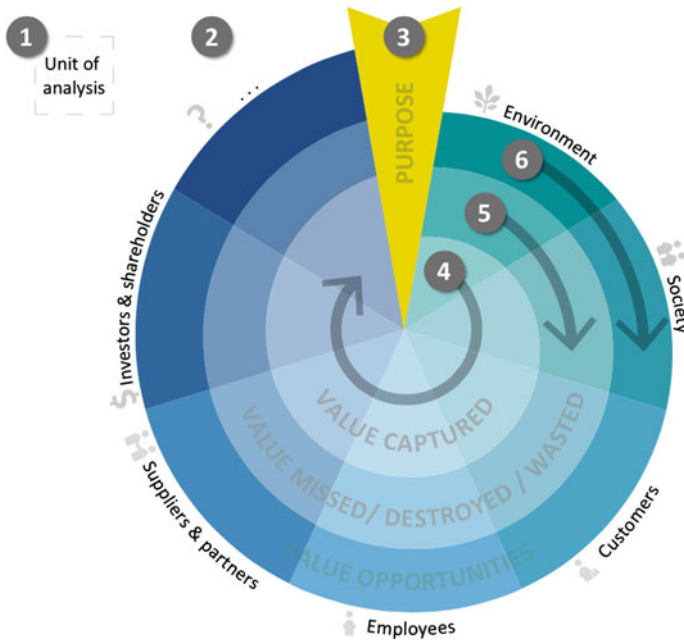 1
Unit of
analysis
2
...
?
3
PURPOSE
Environment
6
5
4
Society
Investors & shareholders
$
VALUE CAPTURED
VALUE MISSED/ DESTROYED / WASTED
VALUE OPPORTUNITIES
Suppliers & partners
Customers
Employees